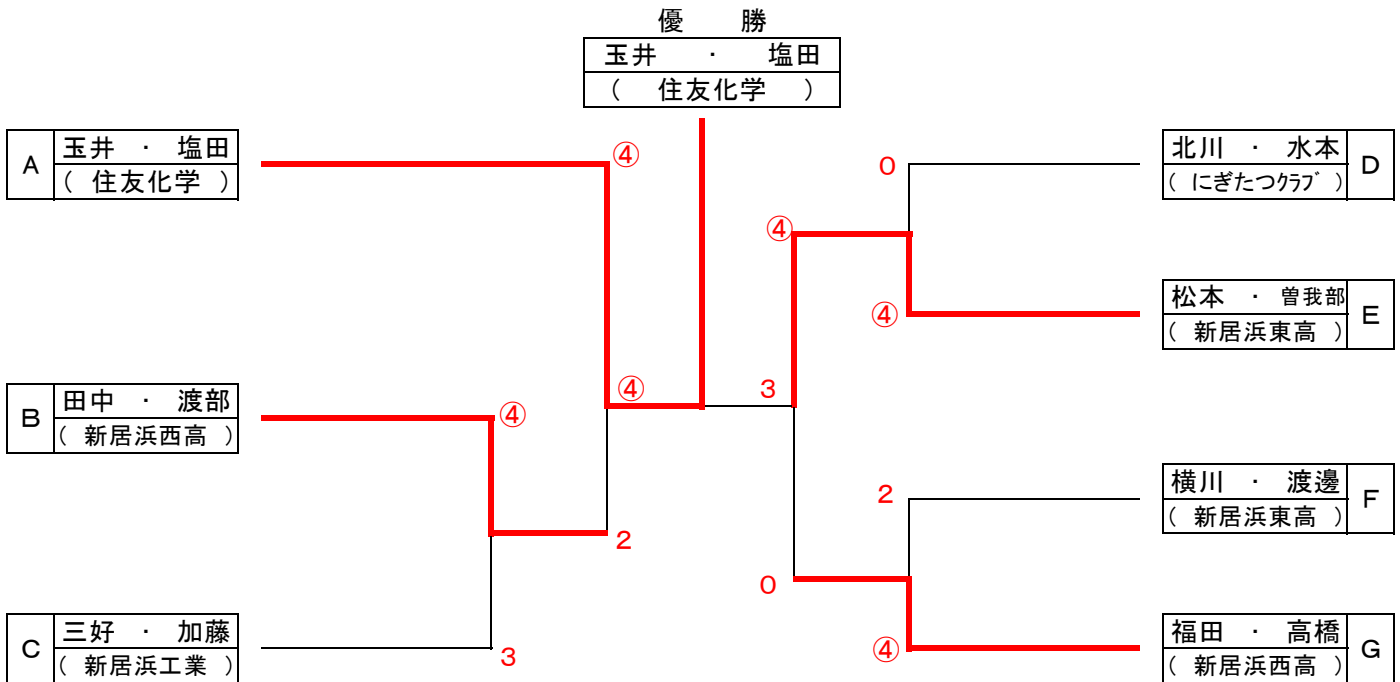 優　勝
玉井 ・ 塩田
（ 住友化学 ）
A 玉井 ・ 塩田
（ 住友化学 ）
④
B 田中 ・ 渡部
（ 新居浜西高 ）
④
④
2
C 三好 ・ 加藤
（ 新居浜工業 ）
3
北川 ・ 水本 D
（ にぎたつｸﾗﾌﾞ ）
0
④
松本 ・ 曽我部 E
（ 新居浜東高 ）
④
3
横川 ・ 渡邊 F
（ 新居浜東高 ）
2
0
福田 ・ 高橋 G
（ 新居浜西高 ）
④